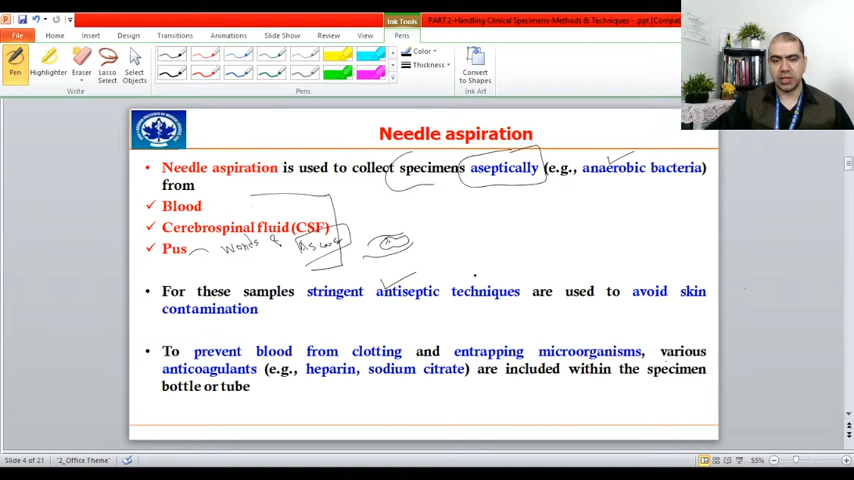 Ink Tools
PART.2-Handling Clinical Specimens-Methods & Techniques - .ppt [Compat
File Home Insert Design Transitions Animations Slide Show Review View Pens
Pen Highlighter Eraser Lasso Select Select Objects
Color
Thickness
Convert to Shapes
Write Pens Ink Art
Needle aspiration
• Needle aspiration is used to collect specimens aseptically (e.g., anaerobic bacteria)
from
✓ Blood
✓ Cerebrospinal fluid (CSF)
✓ Pus
• For these samples stringent antiseptic techniques are used to avoid skin
contamination
• To prevent blood from clotting and entrapping microorganisms, various
anticoagulants (e.g., heparin, sodium citrate) are included within the specimen
bottle or tube
Slide 4 of 21 "2_Office Theme" 55%